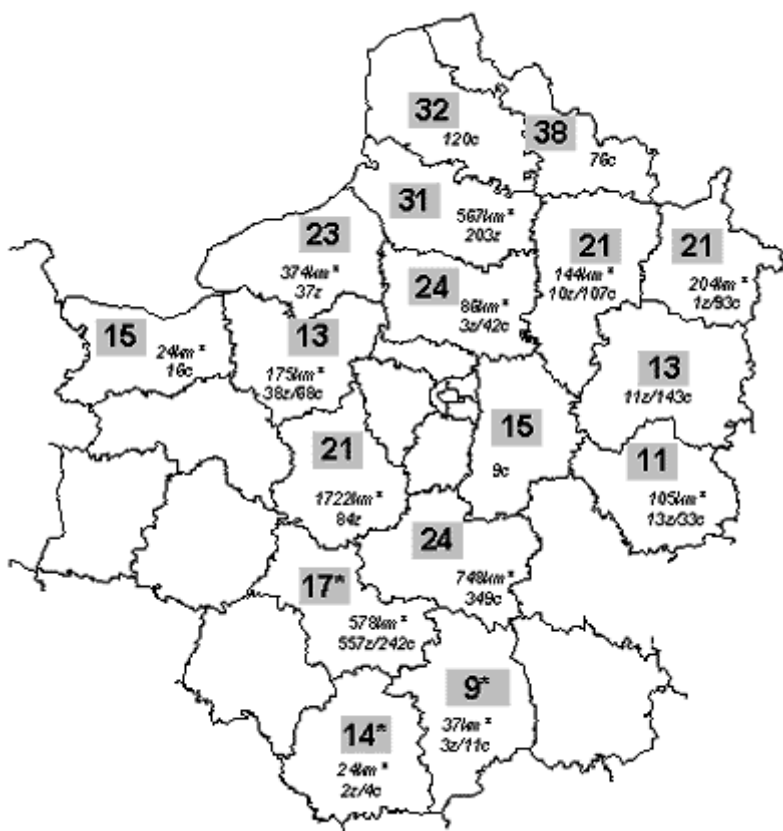 32
120c
38
76c
31
567km²
203z
23
374km²
37z
21
144km²
10z/107c
21
204km²
1z/93c
24
86km²
3z/42c
15
24km²
16c
13
175km²
38z/68c
13
11z/143c
15
9c
21
1722km²
84z
11
105km²
13z/33c
24
748km²
349c
17*
578km²
557z/242c
9*
37km²
3z/11c
14*
24km²
2z/4c